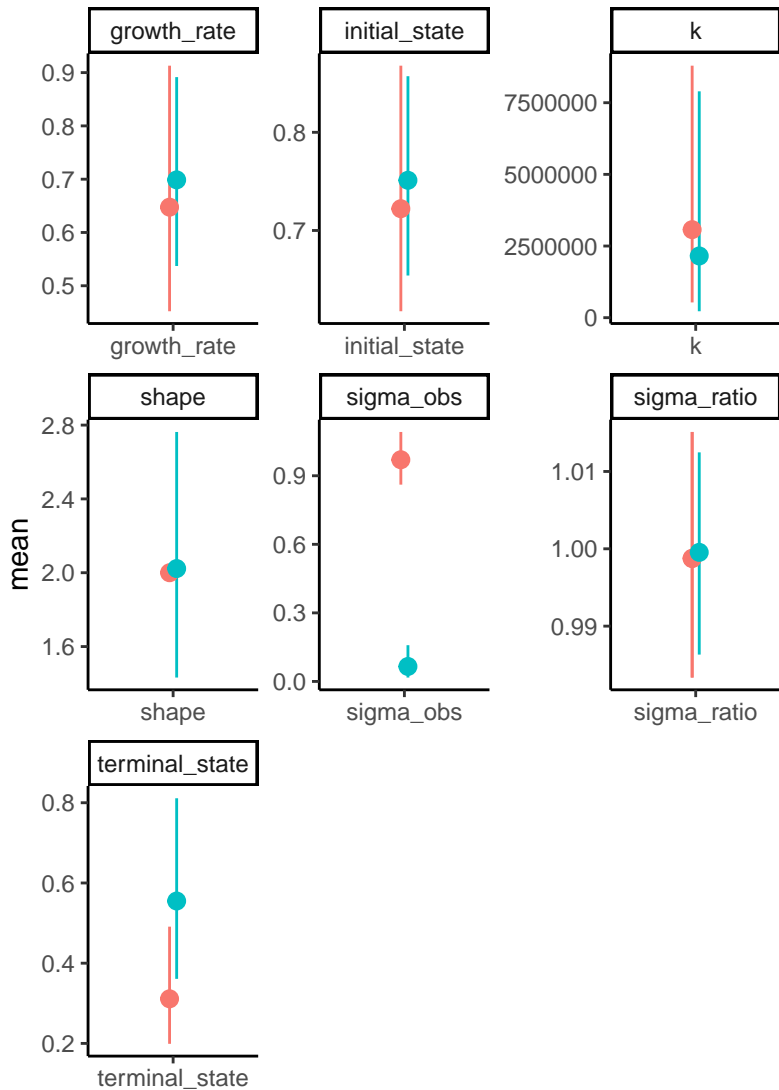 growth_rate
initial_state
k
0.9
0.8
0.7
0.6
0.5
0.8
0.7
7500000
5000000
2500000
0
growth_rate
initial_state
k
shape
sigma_obs
sigma_ratio
mean
2.8
2.4
2.0
1.6
0.9
0.6
0.3
0.0
1.01
1.00
0.99
shape
sigma_obs
sigma_ratio
terminal_state
0.8
0.6
0.4
0.2
terminal_state